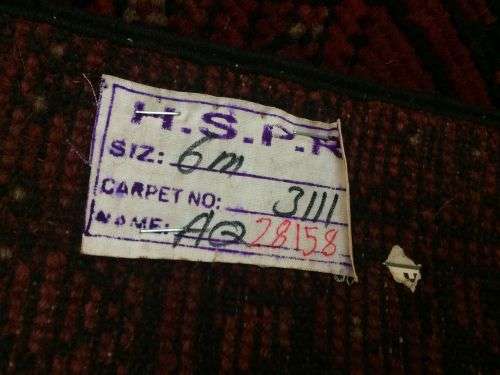 H.S.P.R
SIZ: 6m
CARPET NO: 3111
NAME: AQ 28158